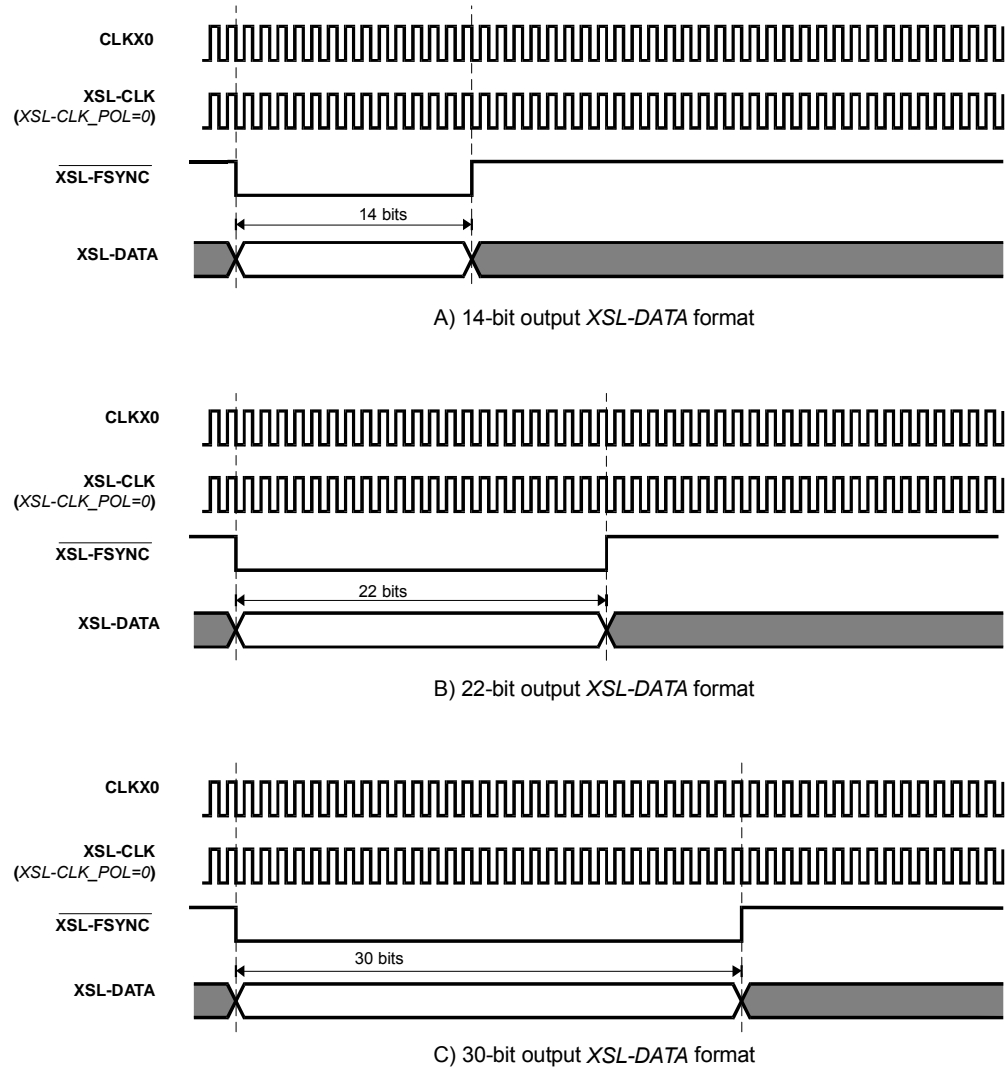 CLKX0
XSL-CLK
(XSL-CLK_POL=0)
XSL-FSYNC
14 bits
XSL-DATA
A) 14-bit output XSL-DATA format
CLKX0
XSL-CLK
(XSL-CLK_POL=0)
XSL-FSYNC
22 bits
XSL-DATA
B) 22-bit output XSL-DATA format
CLKX0
XSL-CLK
(XSL-CLK_POL=0)
XSL-FSYNC
30 bits
XSL-DATA
C) 30-bit output XSL-DATA format